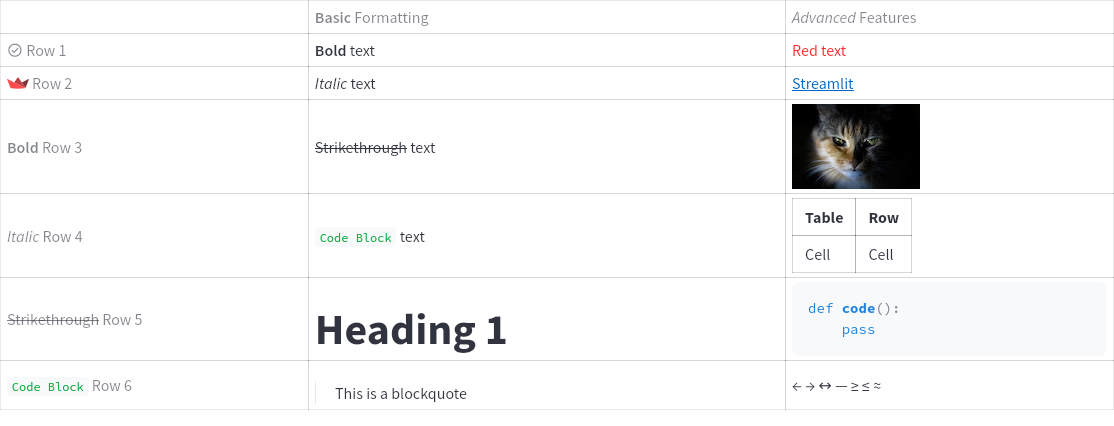 Basic Formatting Advanced Features
Row 1 Bold text Red text
Row 2 Italic text Streamlit
Bold Row 3 Strikethrough text
Italic Row 4 Code Block text
Table Row
Cell Cell
Strikethrough Row 5 Heading 1
def code():
    pass
Code Block Row 6 This is a blockquote ← → ↔ — ≥ ≤ ≈